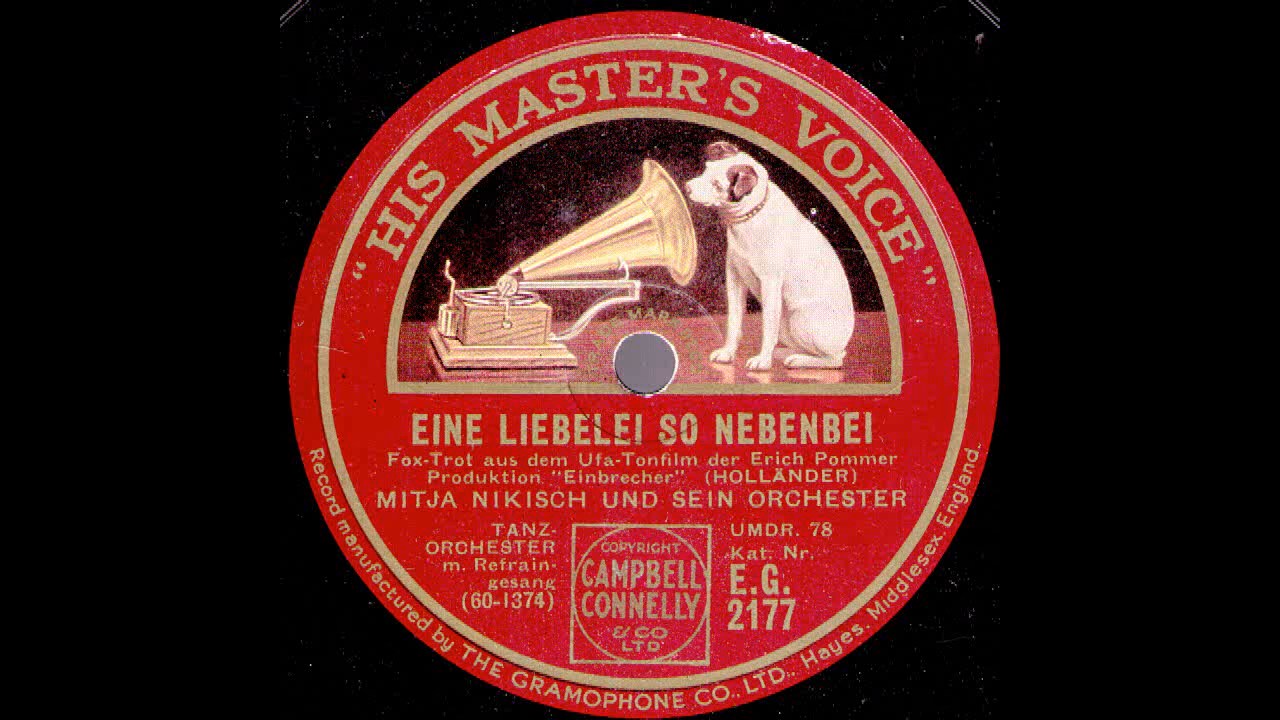 "HIS MASTER'S VOICE"
EINE LIEBELEI SO NEBENBEI
Fox-Trot aus dem Ufa-Tonfilm der Erich Pommer
Produktion "Einbrecher" (HOLLÄNDER)
MITJA NIKISCH UND SEIN ORCHESTER
TANZ-
ORCHESTER
m. Refrain-
gesang
(60-1374)
COPYRIGHT
CAMPBELL
CONNELLY
& CO
LTD
UMDR. 78
Kat. Nr.
E.G.
2177
Record manufactured by THE GRAMOPHONE CO., LTD., Hayes, Middlesex, England.